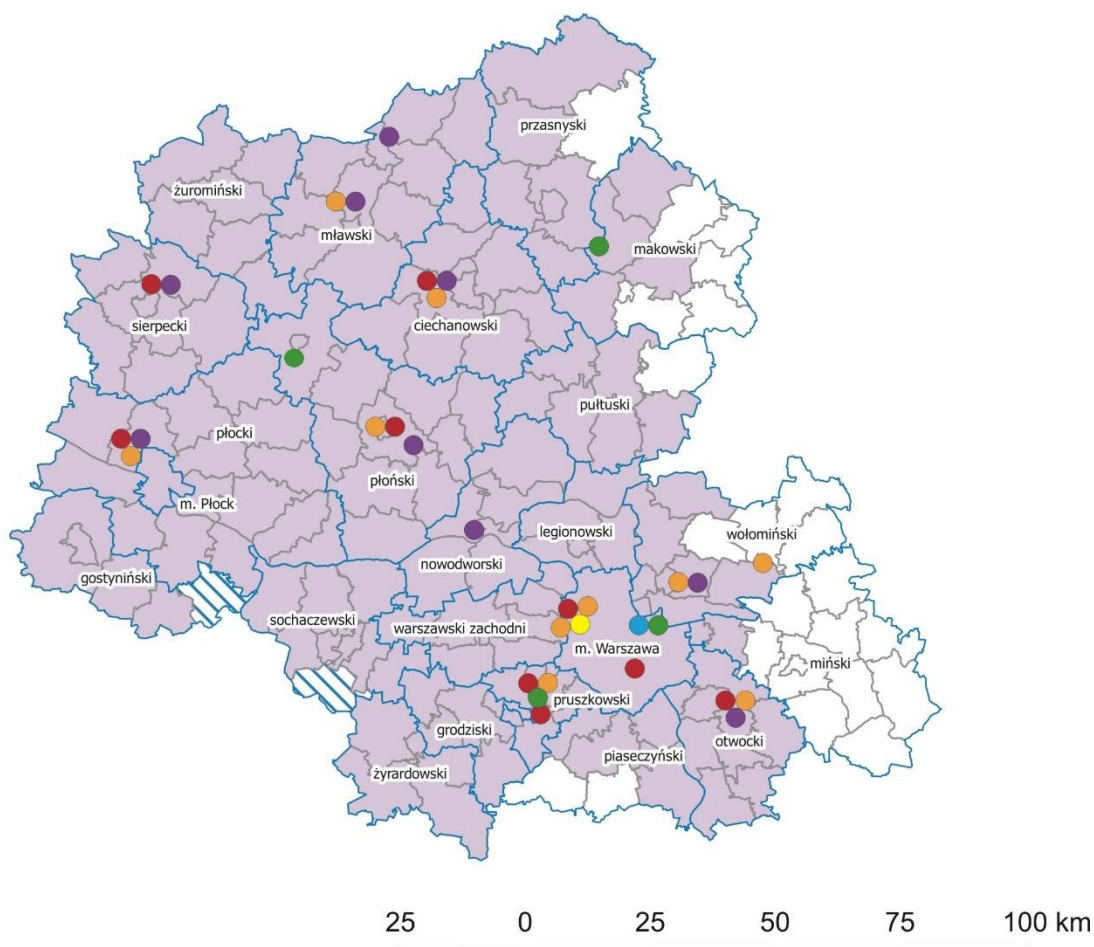 przasnyski
żuromiński
mławski
makowski
sierpecki
ciechanowski
pułtuski
płocki
płoński
m. Płock
legionowski
wołomiński
nowodworski
gostyniński
sochaczewski
warszawski zachodni
m. Warszawa
miński
pruszkowski
grodziski
otwocki
piaseczyński
żyrardowski
25 0 25 50 75 100 km